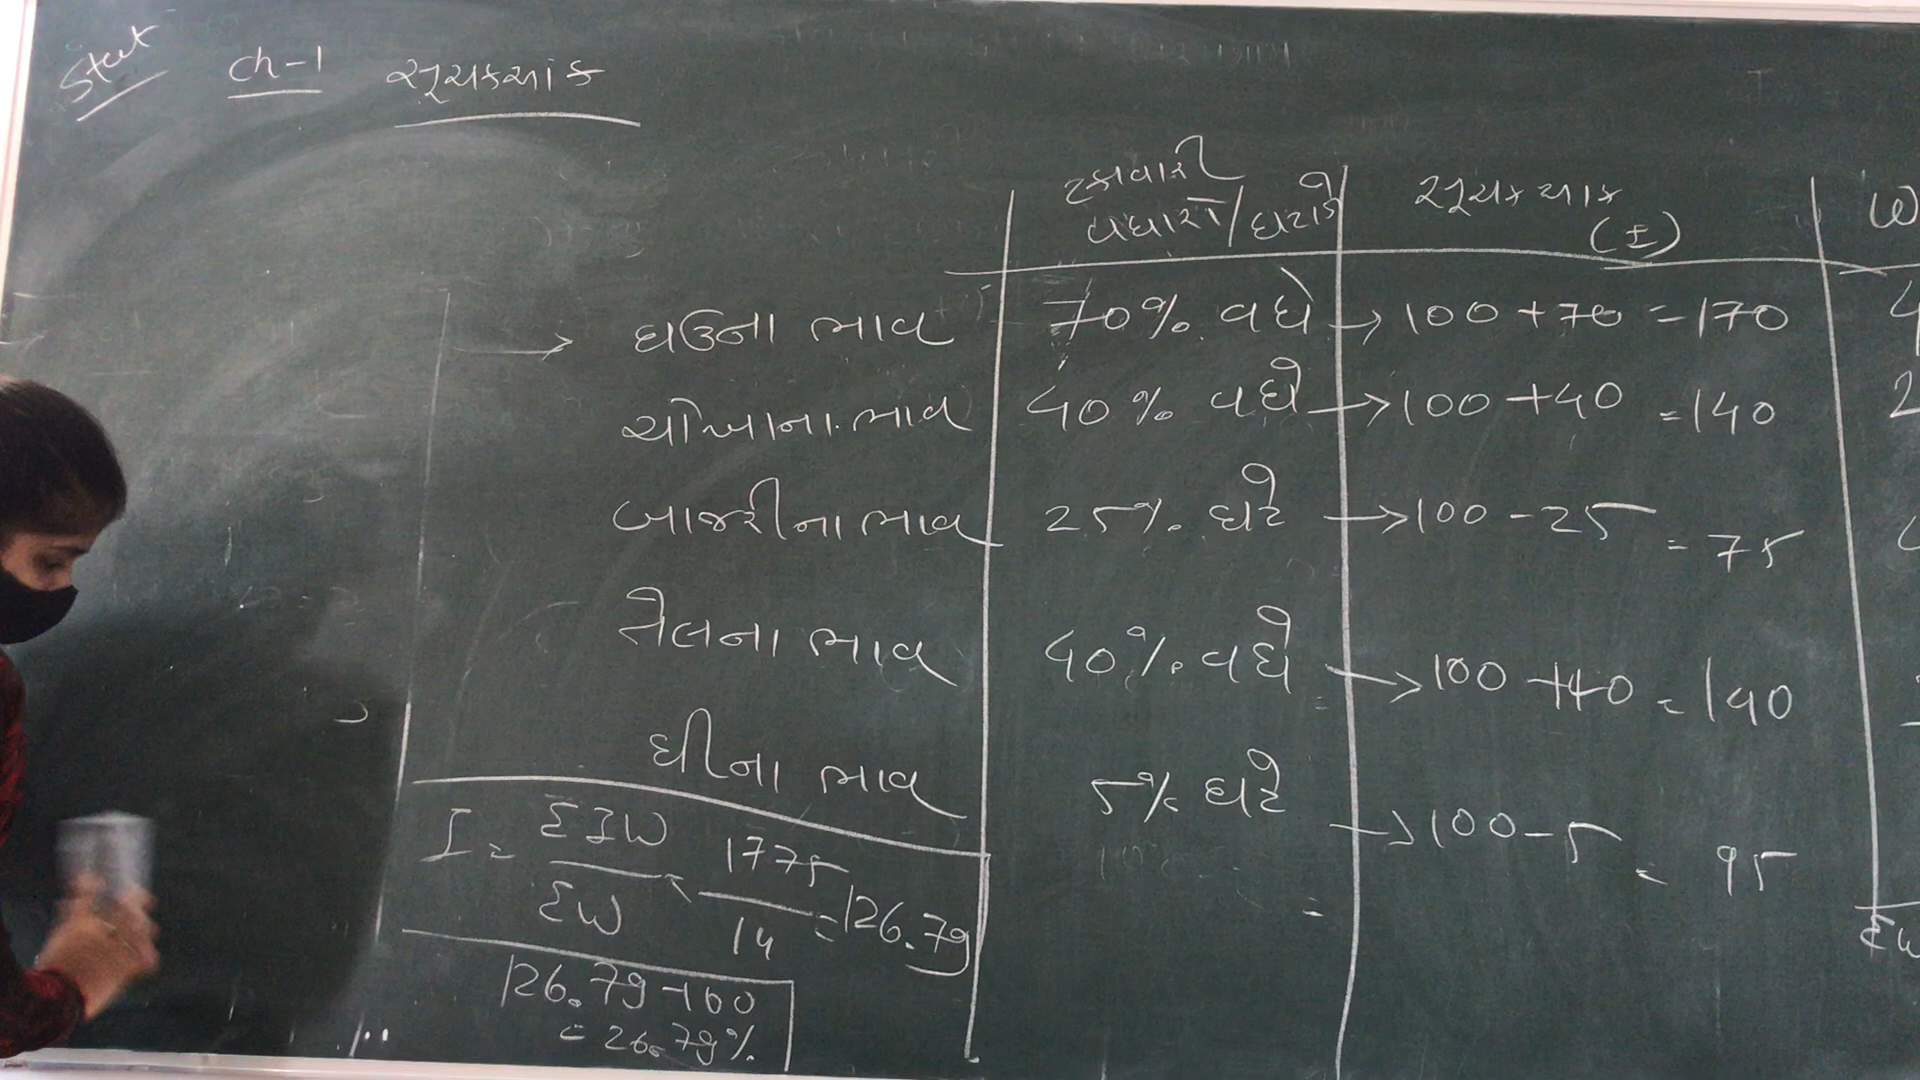 Stat ch-1 સૂચકઆંક
ટકાવારી વધારો/ઘટાડો સૂચકઆંક (I) W
ઘઉંના ભાવ 70% વધે → 100 + 70 = 170
ચોખાના ભાવ 40% વધે → 100 + 40 = 140 2
બાજરીના ભાવ 25% ઘટે → 100 - 25 = 75
તેલના ભાવ 40% વધે → 100 + 40 = 140
ઘીના ભાવ 5% ઘટે → 100 - 5 = 95
I = ΣIW / ΣW = 1775 / 14 = 126.79
ΣW
126.79 - 100
= 26.79%